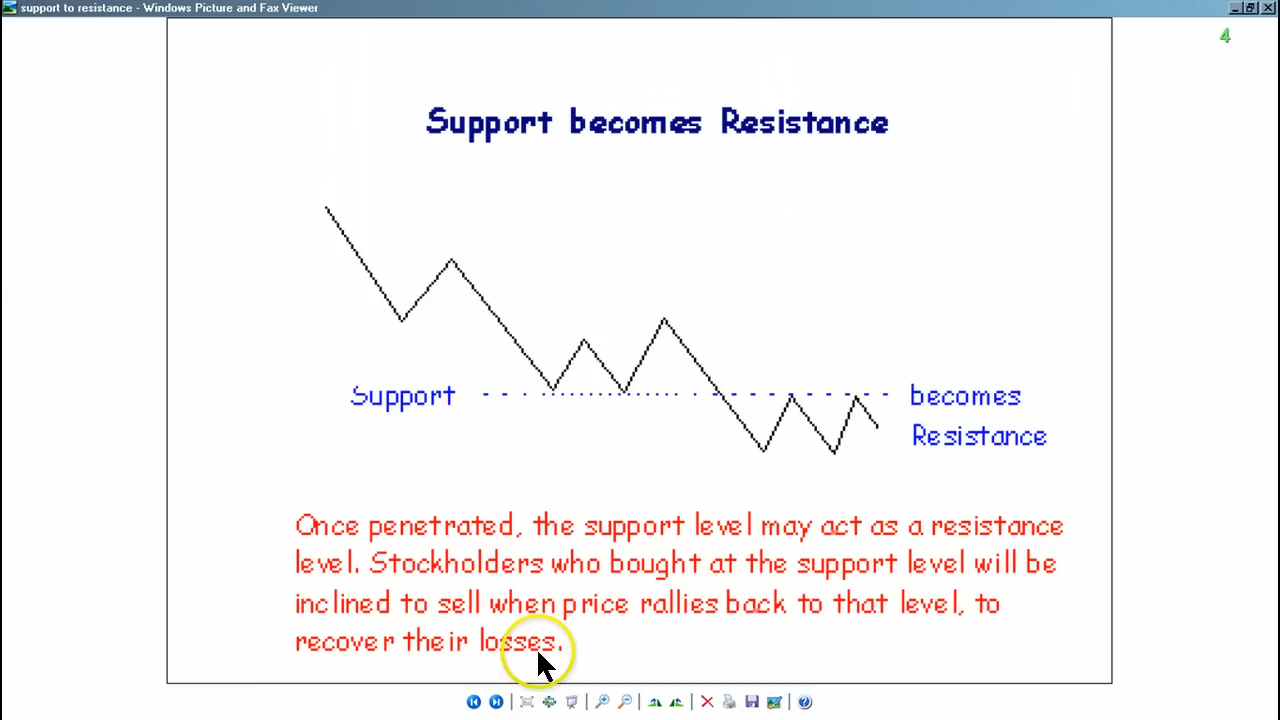 support to resistance - Windows Picture and Fax Viewer
4
Support becomes Resistance
Support
becomes
Resistance
Once penetrated, the support level may act as a resistance
level. Stockholders who bought at the support level will be
inclined to sell when price rallies back to that level, to
recover their losses.